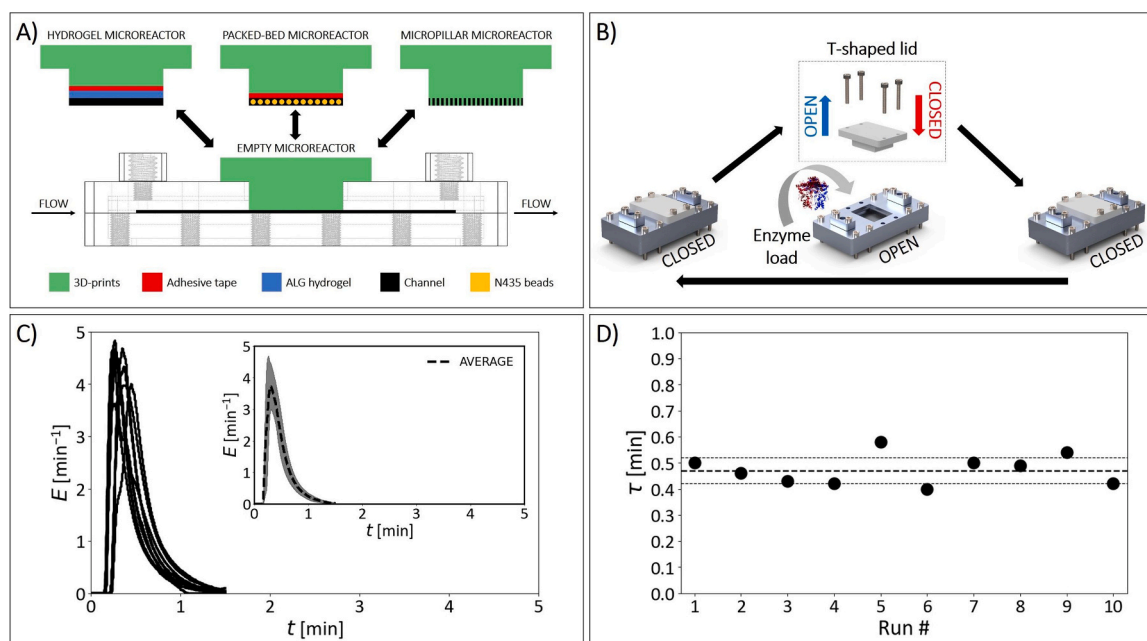 A)
HYDROGEL MICROREACTOR
PACKED-BED MICROREACTOR
MICROPILLAR MICROREACTOR
EMPTY MICROREACTOR
FLOW
FLOW
3D-prints
Adhesive tape
ALG hydrogel
Channel
N435 beads
B)
T-shaped lid
OPEN
CLOSED
Enzyme
load
CLOSED
OPEN
CLOSED
C)
E [min⁻¹]
5
4
3
2
1
0
0
1
2
3
4
5
t [min]
AVERAGE
E [min⁻¹]
5
4
3
2
1
0
0
1
2
3
4
5
t [min]
D)
τ [min]
1.0
0.9
0.8
0.7
0.6
0.5
0.4
0.3
0.2
0.1
0.0
1
2
3
4
5
6
7
8
9
10
Run #